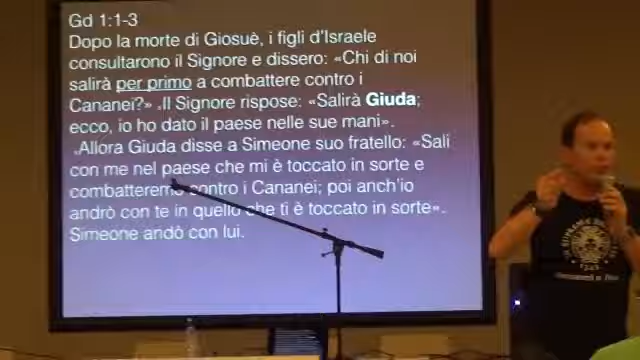 Gd 1:1-3
Dopo la morte di Giosuè, i figli d'Israele
consultarono il Signore e dissero: «Chi di noi
salirà per primo a combattere contro i
Cananei?» .Il Signore rispose: «Salirà Giuda;
ecco, io ho dato il paese nelle sue mani».
.Allora Giuda disse a Simeone suo fratello: «Sali
con me nel paese che mi è toccato in sorte e
combatteremo contro i Cananei; poi anch'io
andrò con te in quello che ti è toccato in sorte».
Simeone andò con lui.